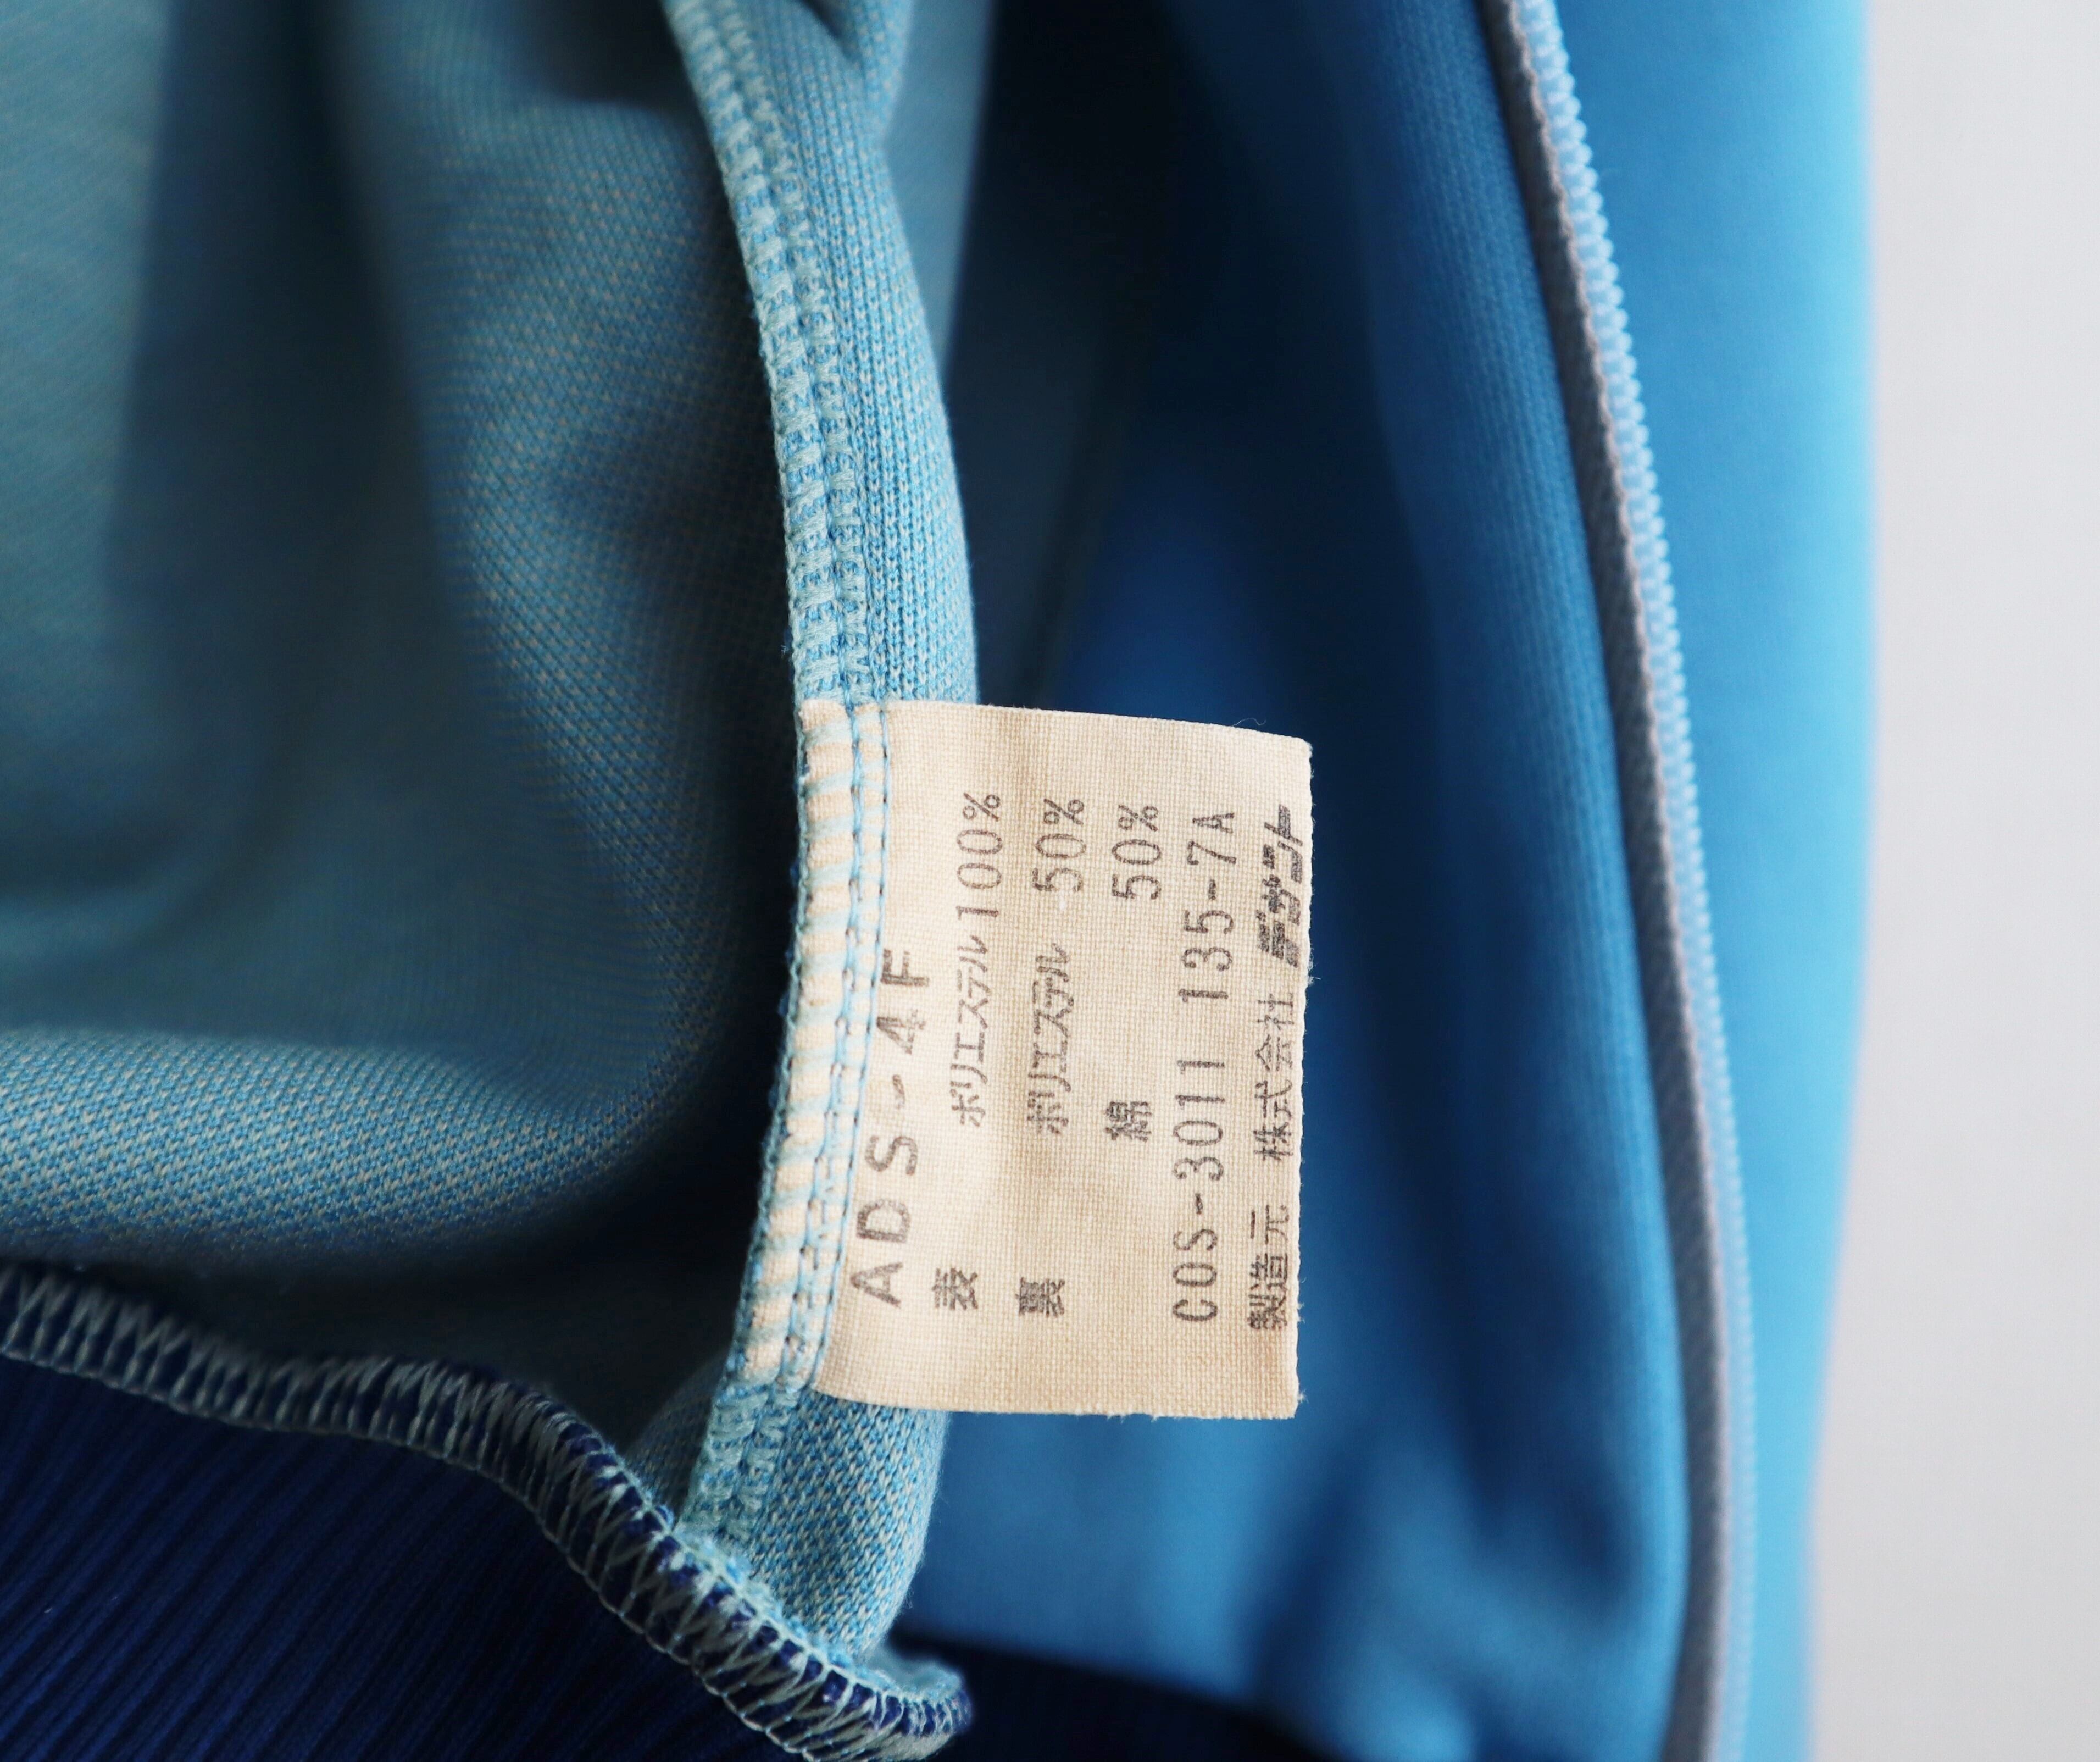 ADS-4F
表 ポリエステル100%
裏 ポリエステル 50%
綿 50%
COS-3011 135-7A
製造元 株式会社 デサント